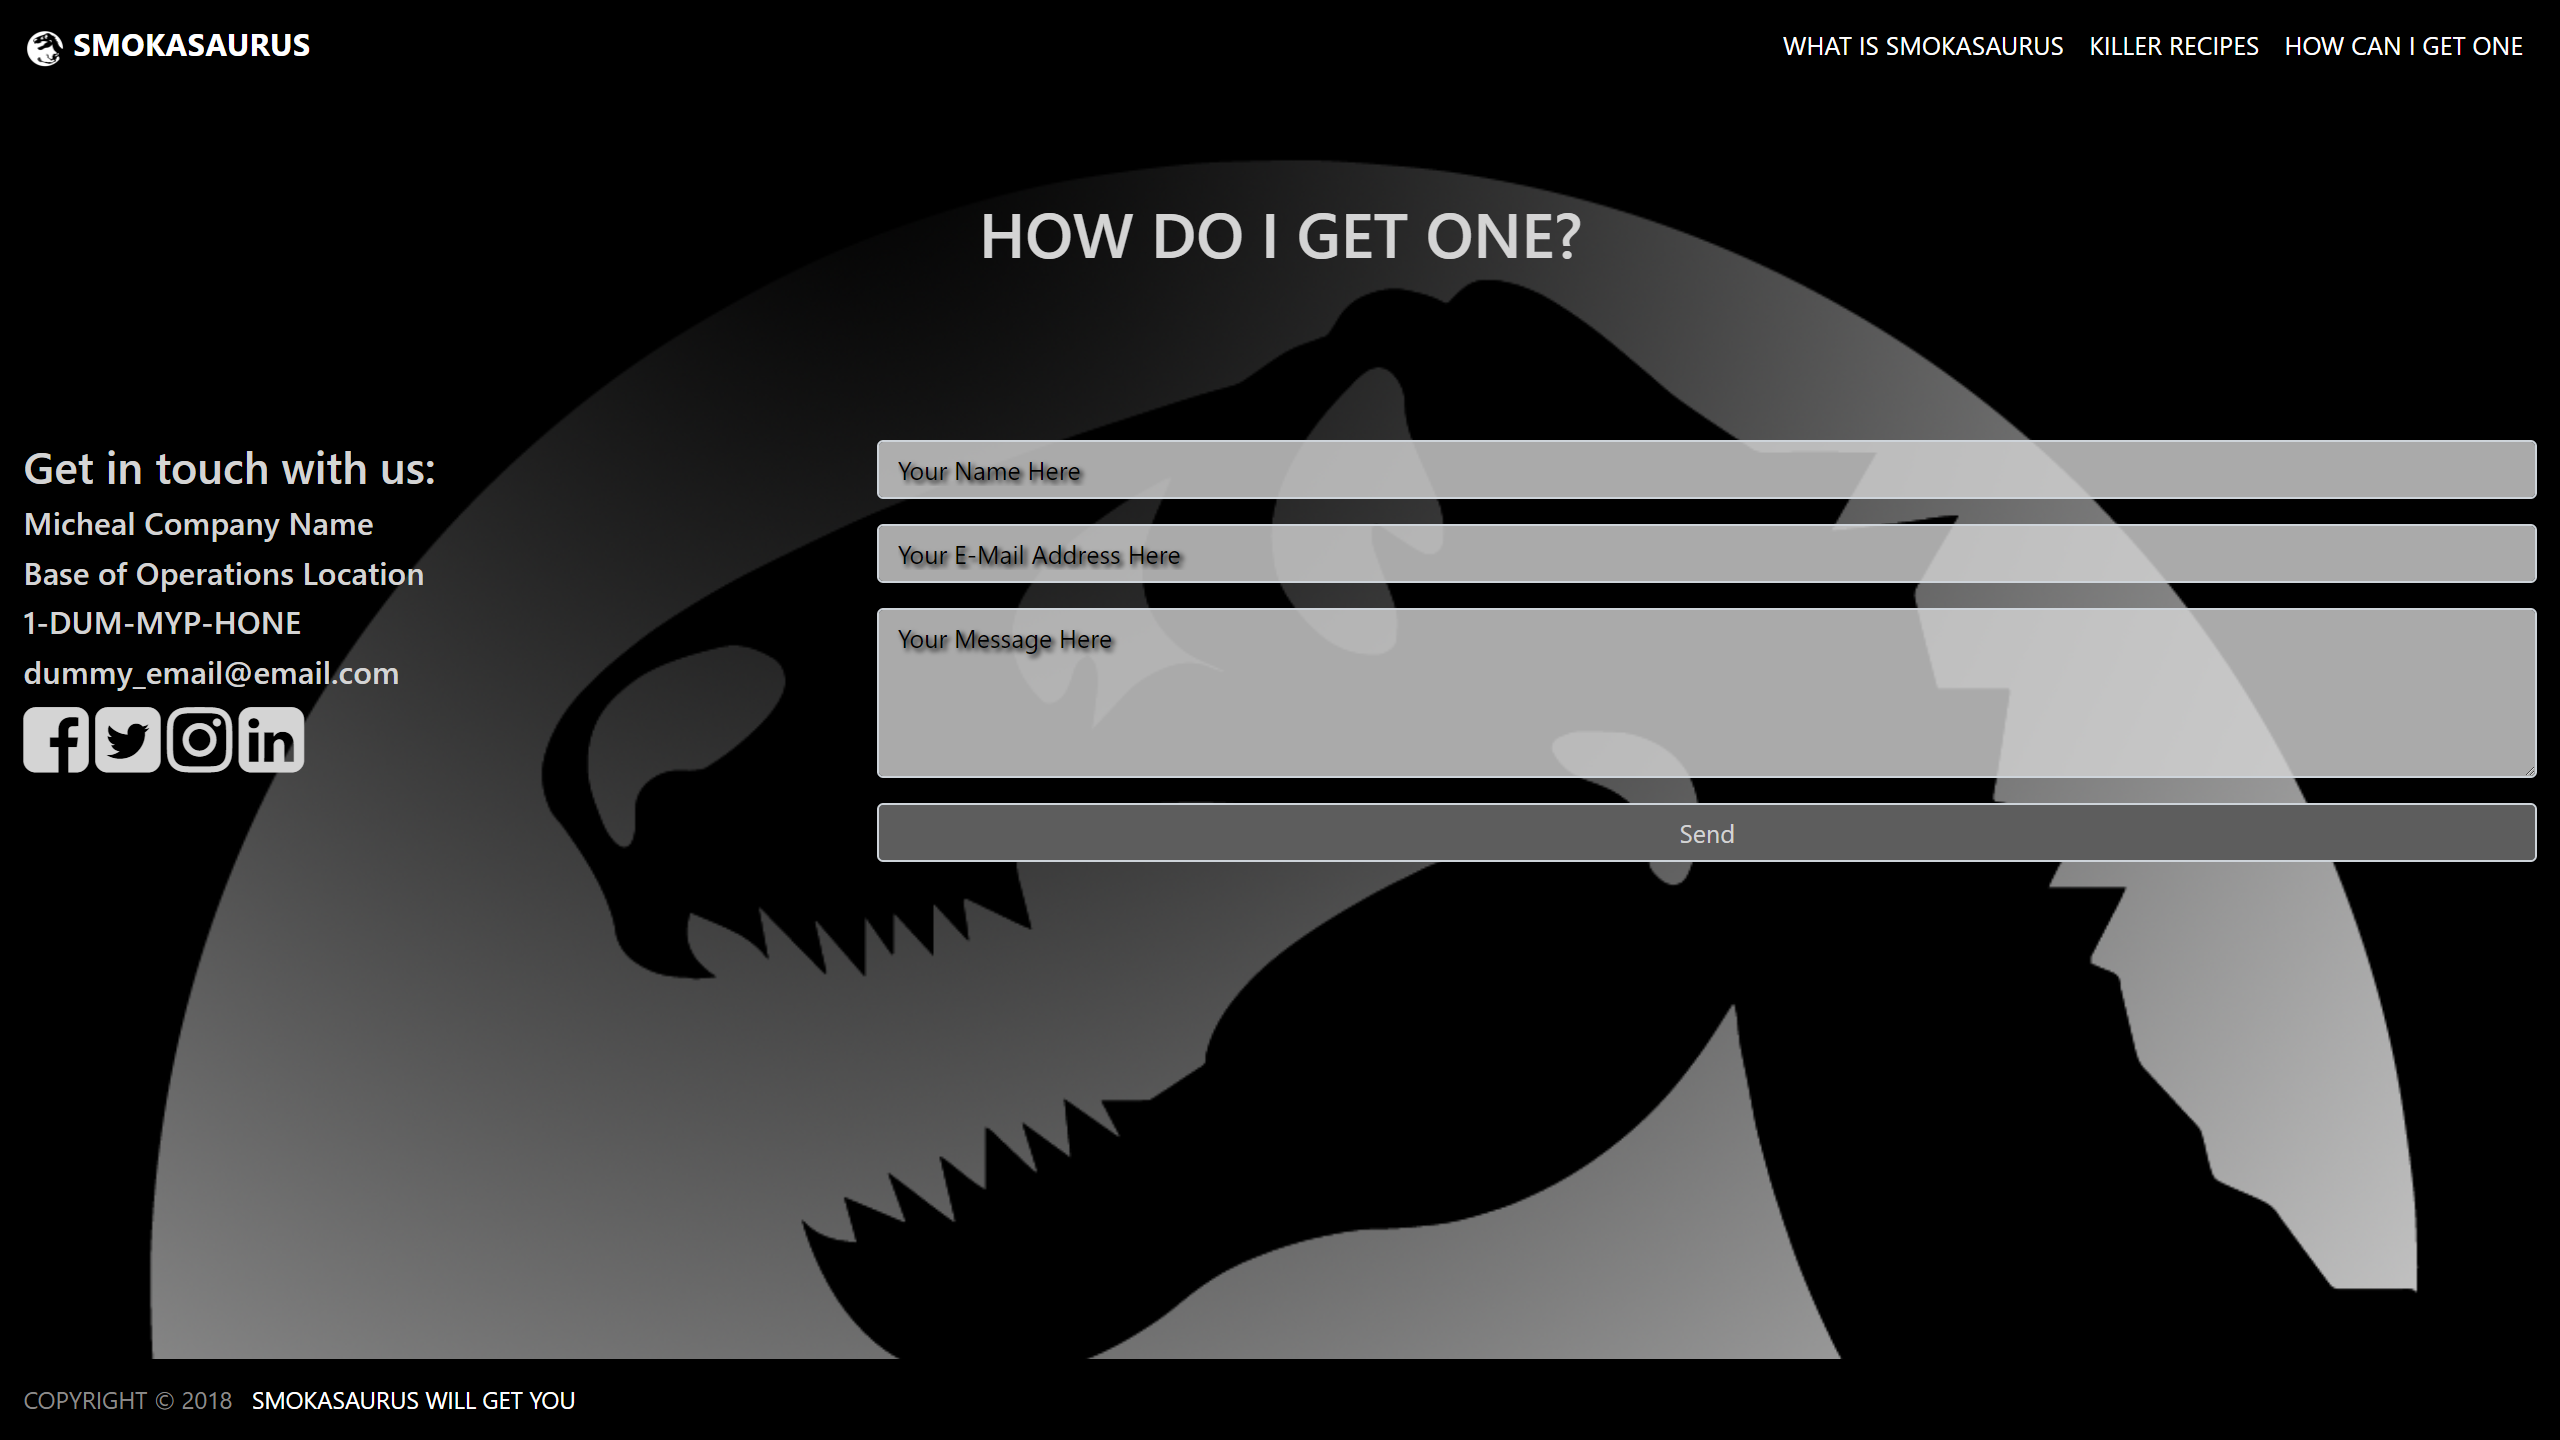 SMOKASAURUS
WHAT IS SMOKASAURUS
KILLER RECIPES
HOW CAN I GET ONE
HOW DO I GET ONE?
Get in touch with us:
Micheal Company Name
Base of Operations Location
1-DUM-MYP-HONE
dummy_email@email.com
Your Name Here
Your E-Mail Address Here
Your Message Here
Send
COPYRIGHT © 2018 SMOKASAURUS WILL GET YOU